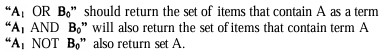 “A₁ OR B₀” should return the set of items that contain A as a term
“A₁ AND B₀” will also return the set of items that contain term A
“A₁ NOT B₀” also return set A.